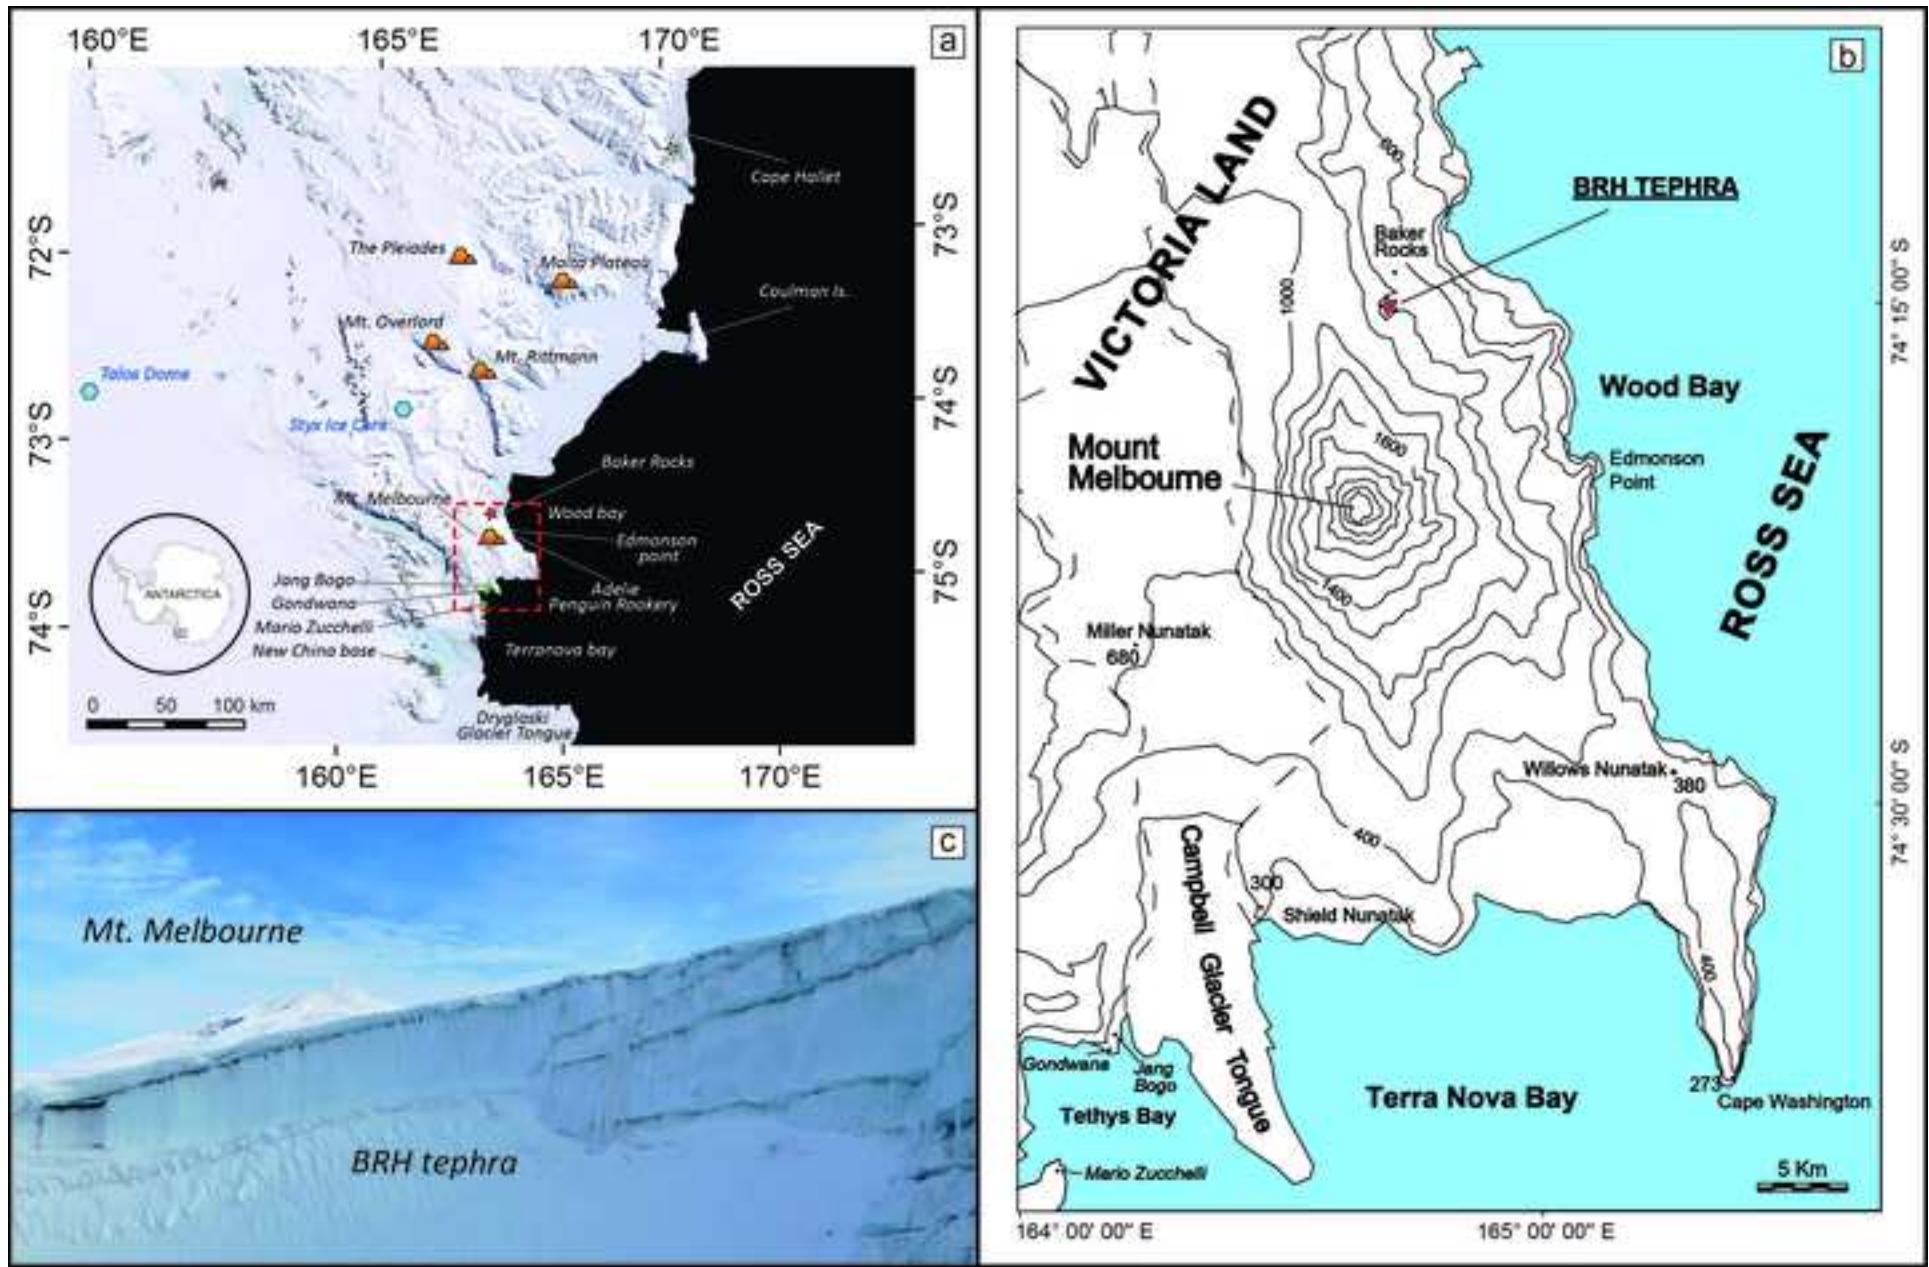 160°E
165°E
170°E
a
Cape Hallet
72°S
73°S
The Pleiades
Malta Plateau
Coulman Is.
Mt. Overlord
Mt. Rittmann
Talos Dome
74°S
Styx Ice Core
73°S
Baker Rocks
Mt. Melbourne
Wood bay
Edmonson
point
ROSS SEA
Jang Bogo
Adelie
75°S
ANTARCTICA
Gondwana
Penguin Rookery
74°S
Mario Zucchelli
New China base
Terranova bay
0 50 100 km
Dryglaski
Glacier Tongue
160°E
165°E
170°E
b
VICTORIA LAND
600
BRH TEPHRA
Baker
Rocks
1000
74° 15' 00" S
Wood Bay
Mount
Melbourne
1600
Edmonson
Point
ROSS SEA
1400
Miller Nunatak
680
Willows Nunatak
380
74° 30' 00" S
400
Campbell Glacier Tongue
300
Shield Nunatak
400
Gondwana
Jang
Bogo
273
Cape Washington
Terra Nova Bay
Tethys Bay
Mario Zucchelli
5 Km
164° 00' 00" E
165° 00' 00" E
c
Mt. Melbourne
BRH tephra